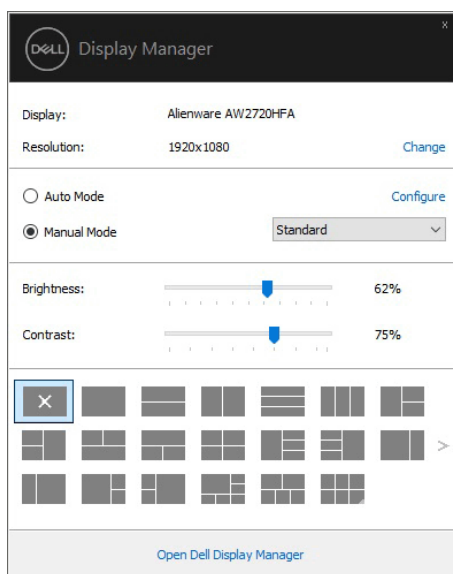 x
DELL Display Manager
Display: Alienware AW2720HFA
Resolution: 1920x1080 Change
Auto Mode Configure
Manual Mode Standard
Brightness: 62%
Contrast: 75%
Open Dell Display Manager